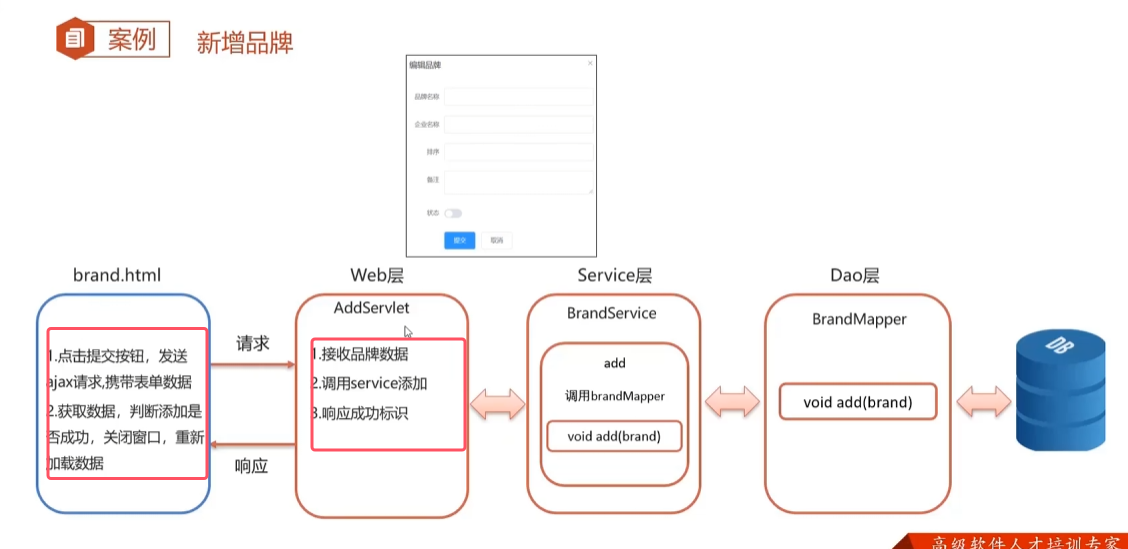 案例
新增品牌
编辑品牌
×
品牌名称
企业名称
排序
备注
状态
提交
取消
brand.html
1.点击提交按钮，发送
ajax请求,携带表单数据
2.获取数据，判断添加是
否成功，关闭窗口，重新
加载数据
请求
响应
Web层
AddServlet
1.接收品牌数据
2.调用service添加
3.响应成功标识
Service层
BrandService
add
调用brandMapper
void add(brand)
Dao层
BrandMapper
void add(brand)
DB
高级软件人才培训专家